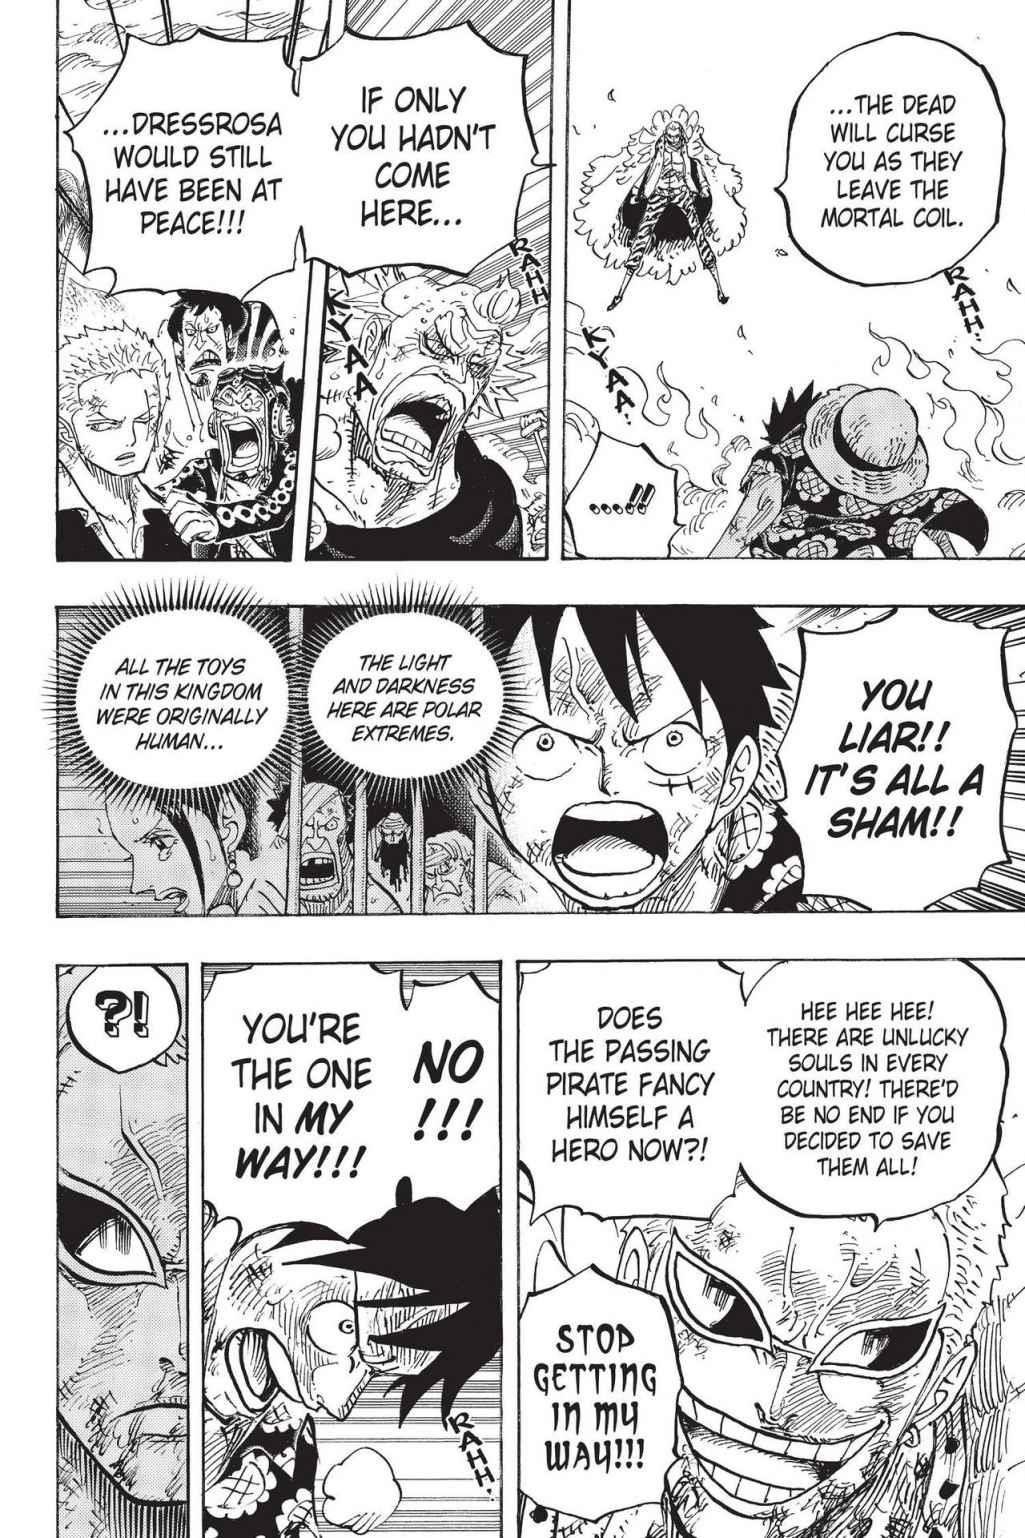 ...THE DEAD
WILL CURSE
YOU AS THEY
LEAVE THE
MORTAL COIL.
RAHH!
KYAA!
....!!
IF ONLY
YOU HADN'T
COME
HERE...
RAHH!
KYAA!
...DRESSROSA
WOULD STILL
HAVE BEEN AT
PEACE!!!
YOU
LIAR!!
IT'S ALL A
SHAM!!
THE LIGHT
AND DARKNESS
HERE ARE POLAR
EXTREMES.
ALL THE TOYS
IN THIS KINGDOM
WERE ORIGINALLY
HUMAN...
HEE HEE HEE!
THERE ARE UNLUCKY
SOULS IN EVERY
COUNTRY! THERE'D
BE NO END IF YOU
DECIDED TO SAVE
THEM ALL!
DOES
THE PASSING
PIRATE FANCY
HIMSELF A
HERO NOW?!
STOP
GETTING
IN MY
WAY!!!
NO
!!!
YOU'RE
THE ONE
IN MY
WAY!!!
RAHH!
?!